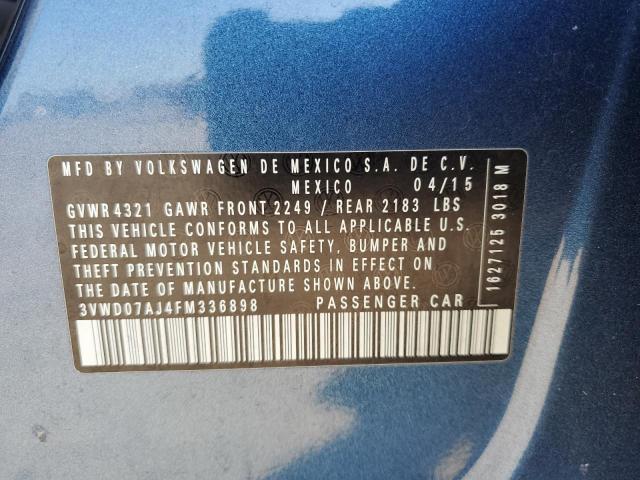 MFD BY VOLKSWAGEN DE MEXICO S.A. DE C.V.
MEXICO 04/15
GVWR 4321 GAWR FRONT 2249 / REAR 2183 LBS
THIS VEHICLE CONFORMS TO ALL APPLICABLE U.S.
FEDERAL MOTOR VEHICLE SAFETY, BUMPER AND
THEFT PREVENTION STANDARDS IN EFFECT ON
THE DATE OF MANUFACTURE SHOWN ABOVE.
3VWD07AJ4FM336898 PASSENGER CAR
1627125 3018 M